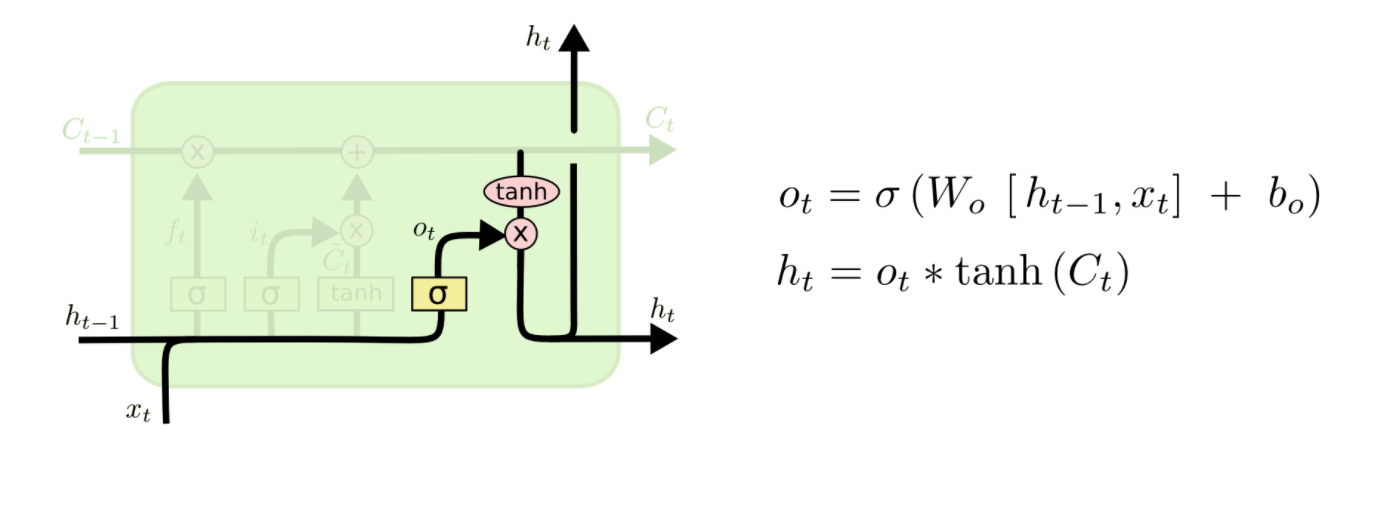 h_t
C_{t-1} x + C_t
tanh
f_t i_t C̃_t o_t x x
σ σ tanh σ
h_{t-1} h_t
x_t
o_t = σ (W_o [h_{t-1}, x_t] + b_o)
h_t = o_t * tanh (C_t)